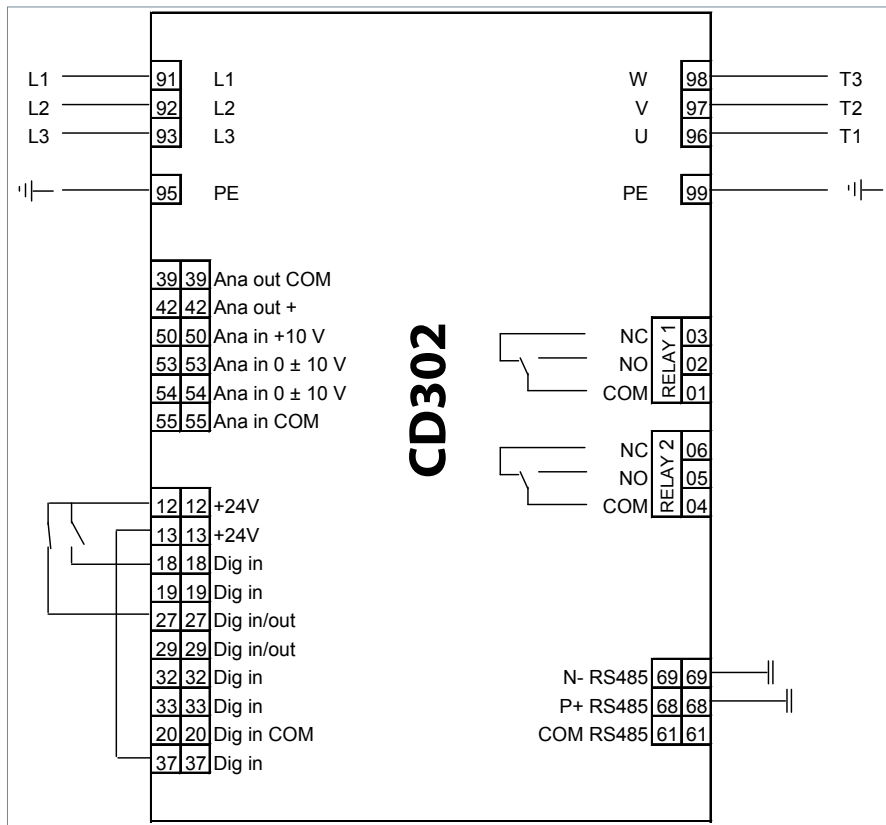 L1 91 L1 W 98 T3
L2 92 L2 V 97 T2
L3 93 L3 U 96 T1
95 PE PE 99
39 39 Ana out COM
42 42 Ana out +
50 50 Ana in +10 V
53 53 Ana in 0 ± 10 V
54 54 Ana in 0 ± 10 V
55 55 Ana in COM
CD302
NC 03
NO 02
COM 01
RELAY 1
NC 06
NO 05
COM 04
RELAY 2
12 12 +24V
13 13 +24V
18 18 Dig in
19 19 Dig in
27 27 Dig in/out
29 29 Dig in/out
32 32 Dig in
33 33 Dig in
20 20 Dig in COM
37 37 Dig in
N- RS485 69 69
P+ RS485 68 68
COM RS485 61 61